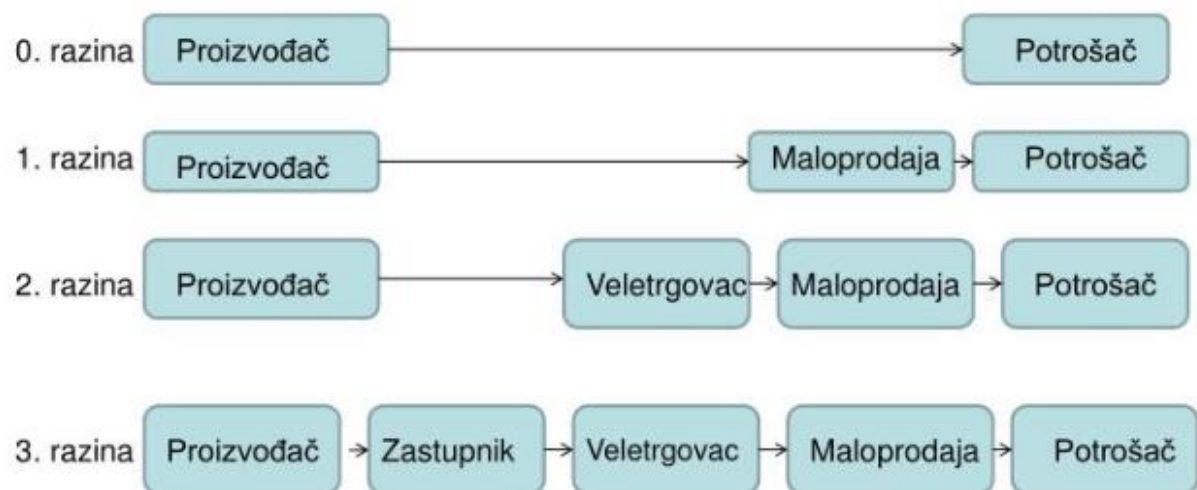 0. razina Proizvođač Potrošač
1. razina Proizvođač Maloprodaja Potrošač
2. razina Proizvođač Veletrgovac Maloprodaja Potrošač
3. razina Proizvođač Zastupnik Veletrgovac Maloprodaja Potrošač